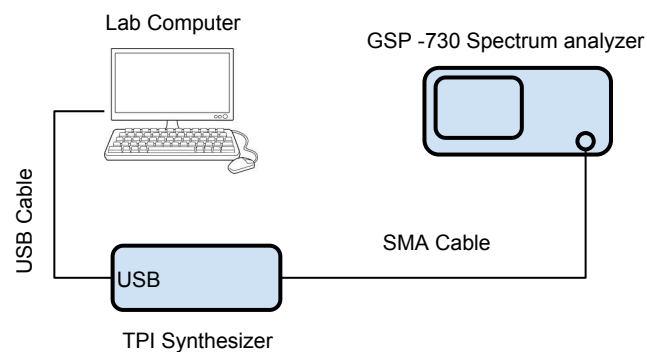 Lab Computer
GSP -730 Spectrum analyzer
USB Cable
SMA Cable
USB
TPI Synthesizer